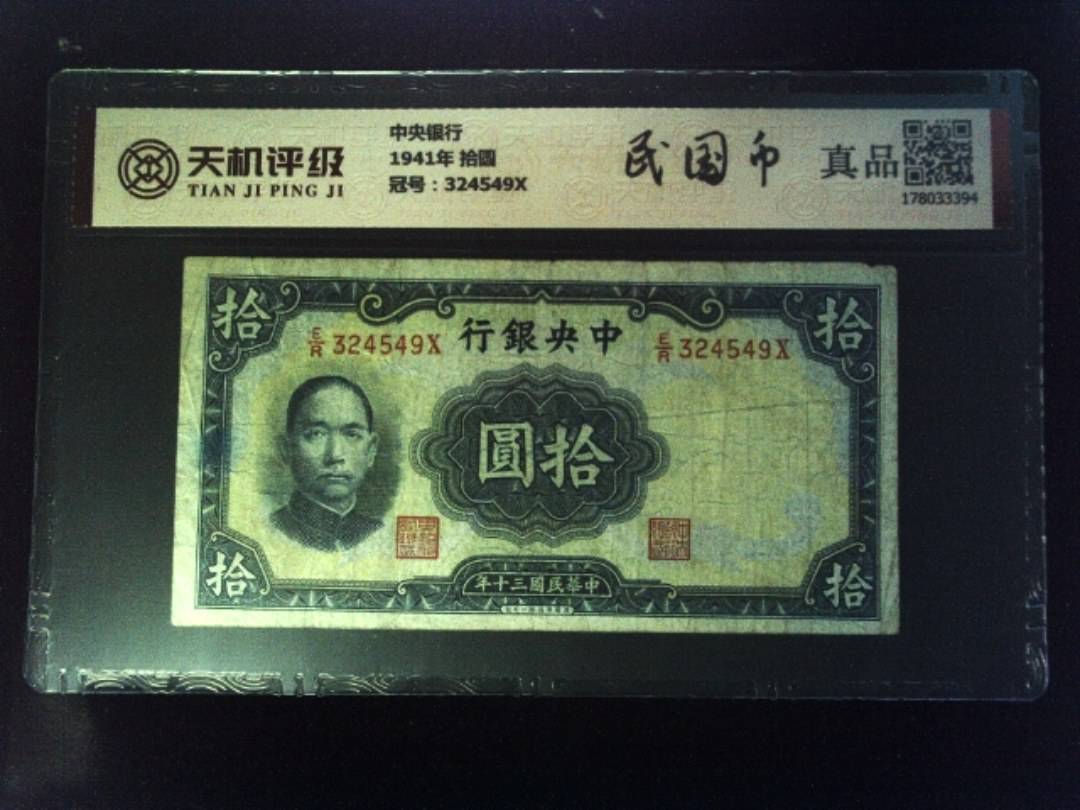 天机评级
TIAN JI PING JI
中央银行
1941年 拾圆
冠号：324549X
民国币
真品
178033394
拾
拾
E/R 324549X
行銀央中
E/R 324549X
圓拾
年十三國民華中
拾
拾